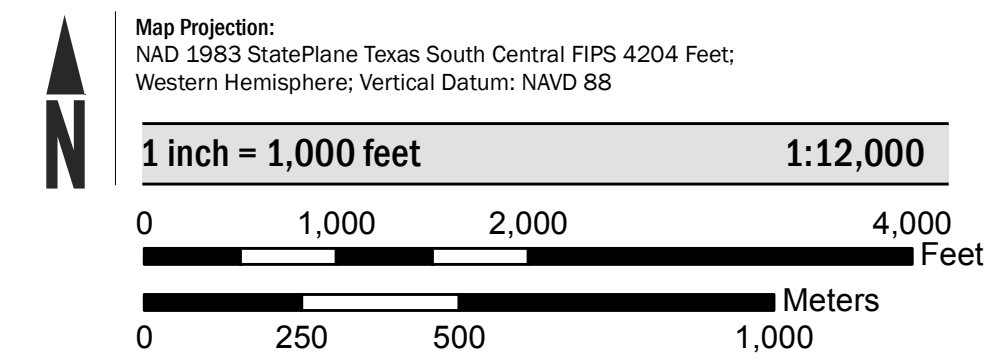 Map Projection:
NAD 1983 StatePlane Texas South Central FIPS 4204 Feet;
Western Hemisphere; Vertical Datum: NAVD 88
N
1 inch = 1,000 feet 1:12,000
0 1,000 2,000 4,000
Feet
Meters
0 250 500 1,000